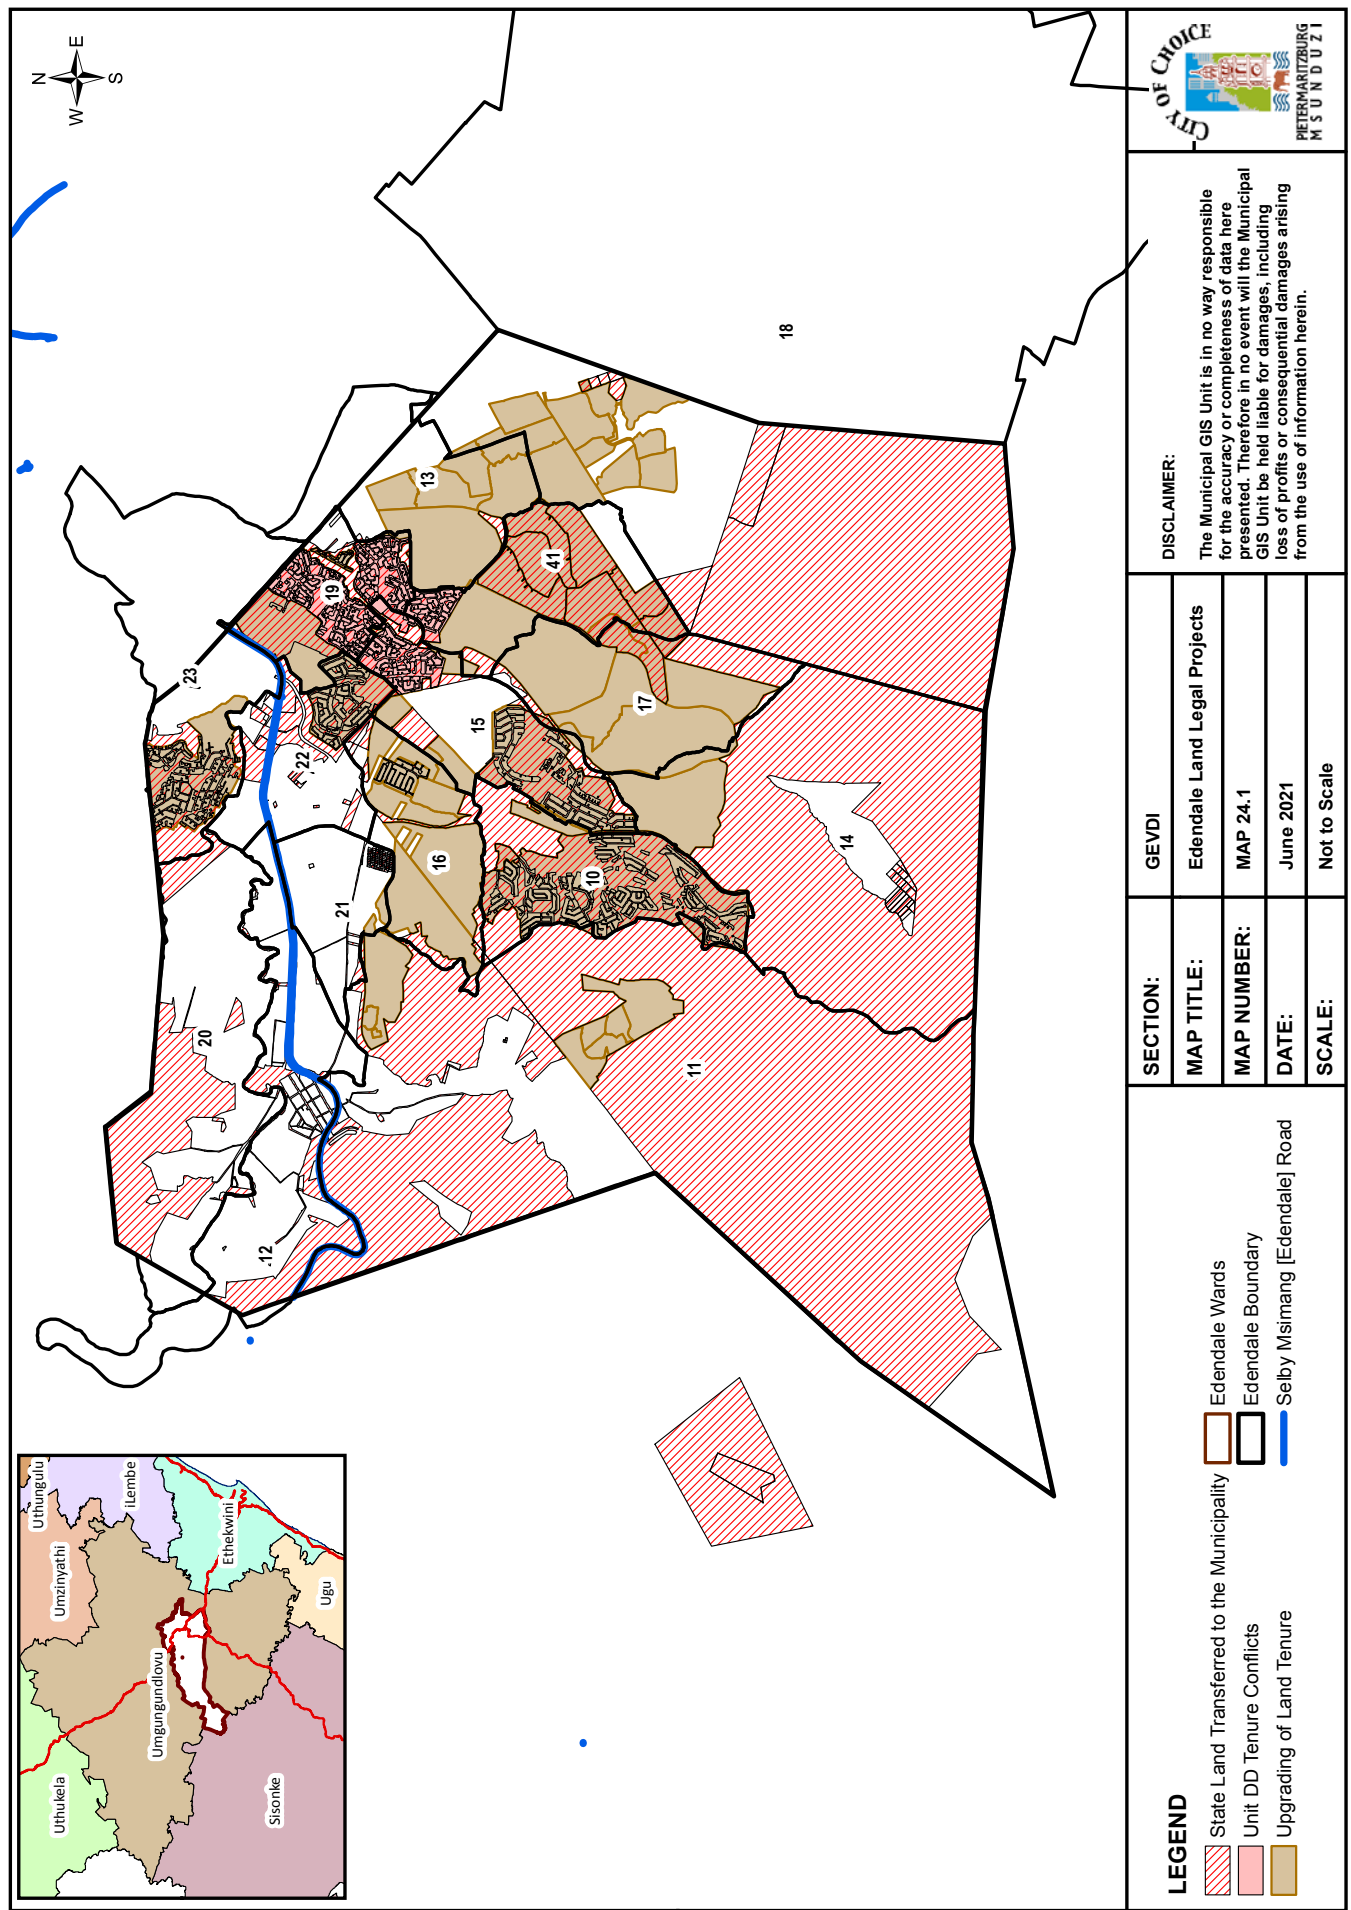 N
E
S
W
23
19
13
41
22
15
17
21
16
10
14
20
12
11
18
Uthungulu
Umzinyathi
iLembe
Ethekwini
Ugu
Umgungundlovu
Uthukela
Sisonke
LEGEND
State Land Transferred to the Municipality
Unit DD Tenure Conflicts
Upgrading of Land Tenure
Edendale Wards
Edendale Boundary
Selby Msimang [Edendale] Road
SECTION: GEVDI
MAP TITLE: Edendale Land Legal Projects
MAP NUMBER: MAP 24.1
DATE: June 2021
SCALE: Not to Scale
DISCLAIMER:
The Municipal GIS Unit is in no way responsible
for the accuracy or completeness of data here
presented. Therefore in no event will the Municipal
GIS Unit be held liable for damages, including
loss of profits or consequential damages arising
from the use of information herein.
CITY OF CHOICE
PIETERMARITZBURG
MSUNDUZI